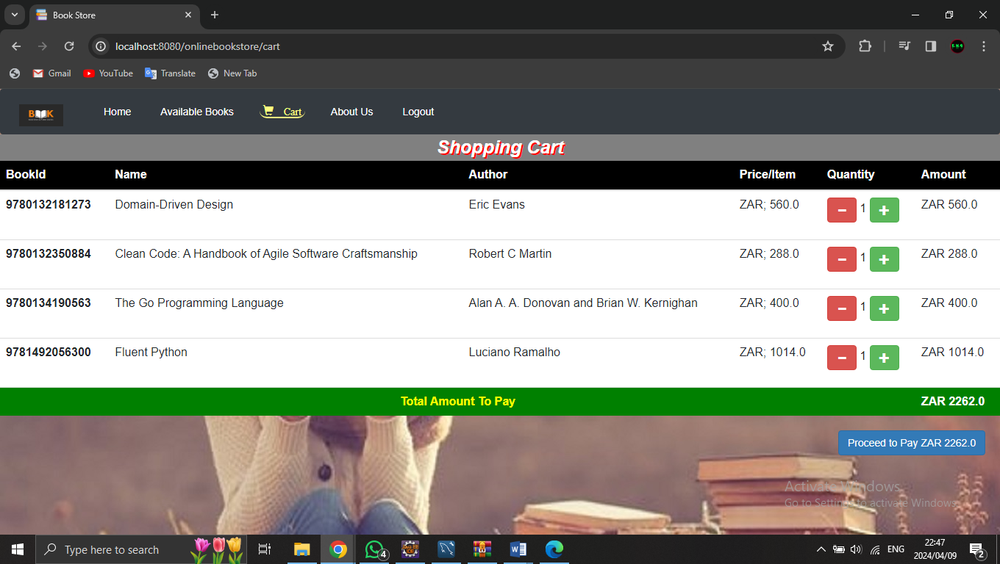 Book Store
localhost:8080/onlinebookstore/cart
Gmail YouTube Translate New Tab
BOOK Home Available Books Cart About Us Logout
Shopping Cart
BookId Name Author Price/Item Quantity Amount
9780132181273 Domain-Driven Design Eric Evans ZAR; 560.0 − 1 + ZAR 560.0
9780132350884 Clean Code: A Handbook of Agile Software Craftsmanship Robert C Martin ZAR; 288.0 − 1 + ZAR 288.0
9780134190563 The Go Programming Language Alan A. A. Donovan and Brian W. Kernighan ZAR; 400.0 − 1 + ZAR 400.0
9781492056300 Fluent Python Luciano Ramalho ZAR; 1014.0 − 1 + ZAR 1014.0
Total Amount To Pay ZAR 2262.0
Proceed to Pay ZAR 2262.0
Activate Windows
Go to Settings to activate Windows.
Type here to search 4 ENG 22:47
2024/04/09 2